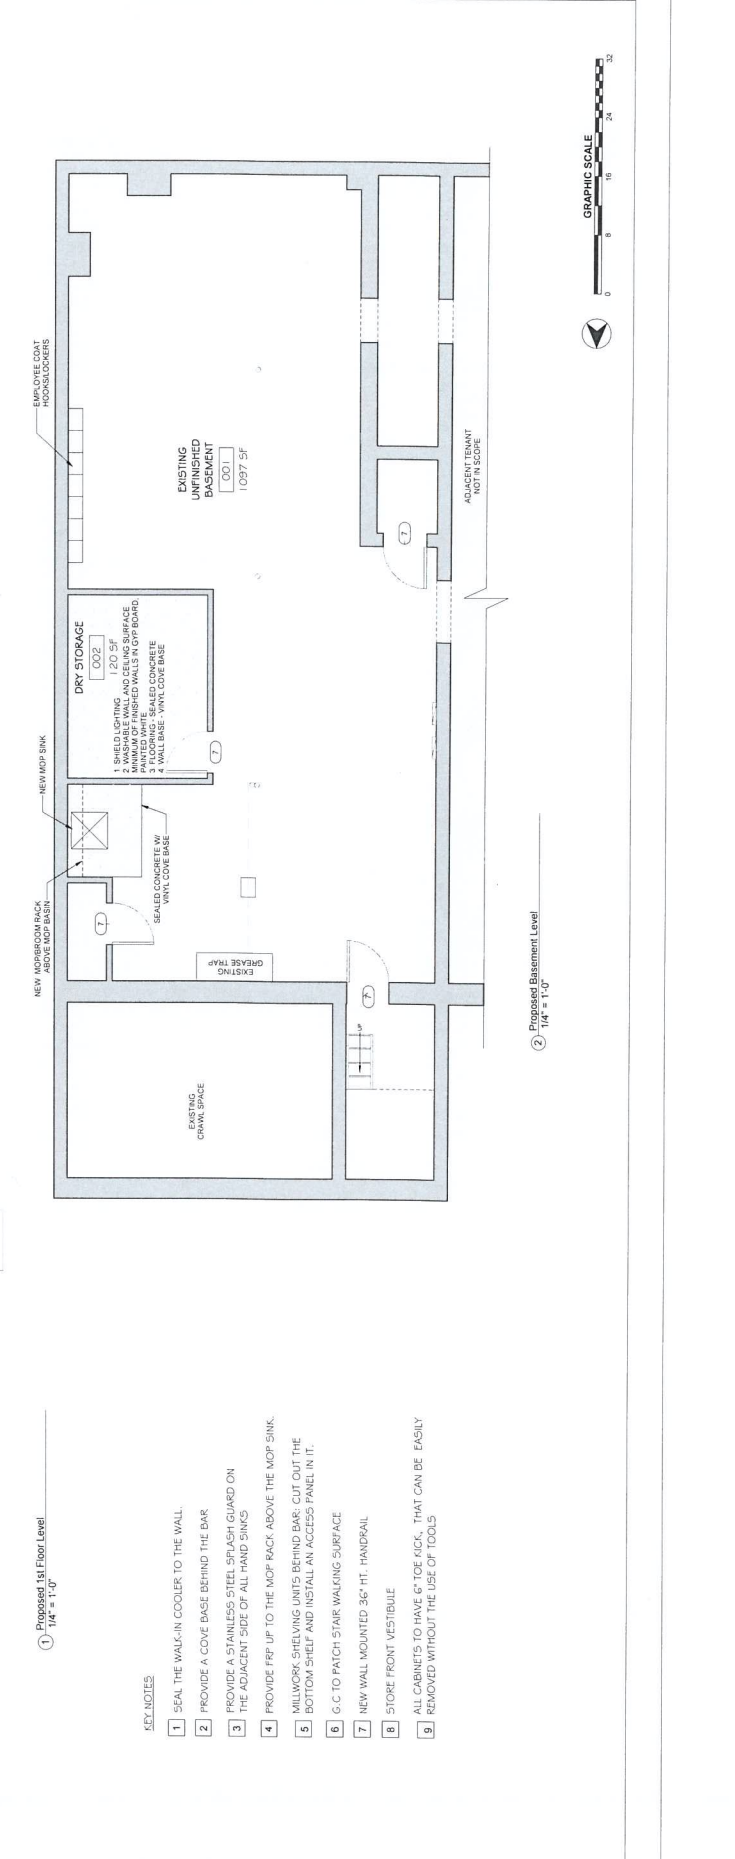 1 Proposed 1st Floor Level
1/4" = 1'-0"
KEY NOTES
1 SEAL THE WALK-IN COOLER TO THE WALL.
2 PROVIDE A COVE BASE BEHIND THE BAR
3 PROVIDE A STAINLESS STEEL SPLASH GUARD ON
THE ADJACENT SIDE OF ALL HAND SINKS
4 PROVIDE FRP UP TO THE MOP RACK ABOVE THE MOP SINK.
5 MILLWORK SHELVING UNITS BEHIND BAR: CUT OUT THE
BOTTOM SHELF AND INSTALL AN ACCESS PANEL IN IT.
6 G.C TO PATCH STAIR WALKING SURFACE
7 NEW WALL MOUNTED 36" HT. HANDRAIL
8 STORE FRONT VESTIBULE
9 ALL CABINETS TO HAVE 6" TOE KICK, THAT CAN BE EASILY
REMOVED WITHOUT THE USE OF TOOLS
NEW MOP/BROOM RACK
ABOVE MOP BASIN
NEW MOP SINK
EMPLOYEE COAT
HOOKS/LOCKERS
DRY STORAGE
002
120 SF
1 SHIELD LIGHTING
2 WASHABLE WALL AND CEILING SURFACE
MINIMUM OF FINISHED WALLS IN GYP BOARD,
PAINTED WHITE
3 FLOORING - SEALED CONCRETE
4 WALL BASE - VINYL COVE BASE
7
7
SEALED CONCRETE W/
VINYL COVE BASE
EXISTING
UNFINISHED
BASEMENT
001
1097 SF
EXISTING
GREASE TRAP
EXISTING
CRAWL SPACE
7
7
ADJACENT TENANT
NOT IN SCOPE
2 Proposed Basement Level
1/4" = 1'-0"
GRAPHIC SCALE
0 8 16 24 32